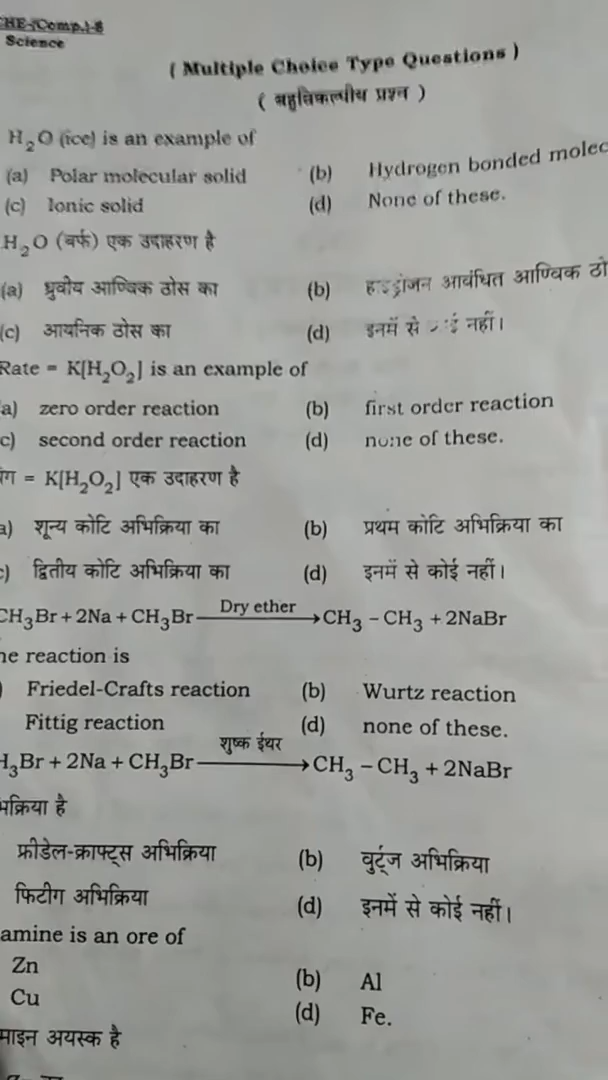 CHE-(Comp.)-8
Science
( Multiple Choice Type Questions )
( बहुविकल्पीय प्रश्न )
H₂O (ice) is an example of
(a) Polar molecular solid (b) Hydrogen bonded molec
(c) Ionic solid (d) None of these.
H₂O (बर्फ) एक उदाहरण है
(a) ध्रुवीय आण्विक ठोस का (b) आबंधित आण्विक ठो
(c) आयनिक ठोस का (d) इनमें से नहीं।
Rate = K[H₂O₂] is an example of
a) zero order reaction (b) first order reaction
c) second order reaction (d) none of these.
= K[H₂O₂] एक उदाहरण है
a) शून्य कोटि अभिक्रिया का (b) प्रथम कोटि अभिक्रिया का
c) द्वितीय कोटि अभिक्रिया का (d) इनमें से कोई नहीं।
CH₃Br + 2Na + CH₃Br —Dry ether→ CH₃ – CH₃ + 2NaBr
he reaction is
) Friedel-Crafts reaction (b) Wurtz reaction
Fittig reaction (d) none of these.
H₃Br + 2Na + CH₃Br —शुष्क ईथर→ CH₃ – CH₃ + 2NaBr
भिक्रिया है
फ्रीडेल-क्राफ्ट्स अभिक्रिया (b) वुर्ट्ज अभिक्रिया
फिटीग अभिक्रिया (d) इनमें से कोई नहीं।
amine is an ore of
Zn (b) Al
Cu (d) Fe.
माइन अयस्क है